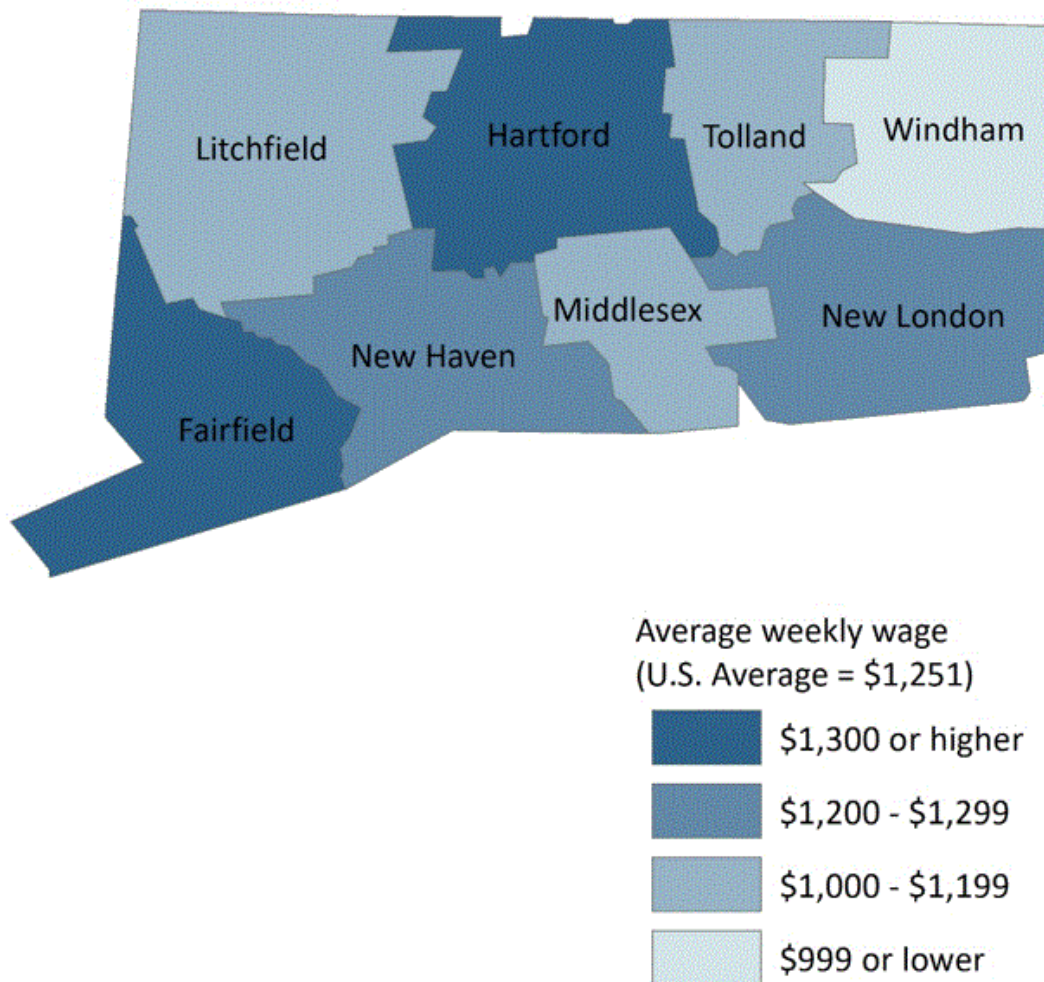 Litchfield
Hartford
Tolland
Windham
Middlesex
New London
New Haven
Fairfield
Average weekly wage
(U.S. Average = $1,251)
$1,300 or higher
$1,200 - $1,299
$1,000 - $1,199
$999 or lower